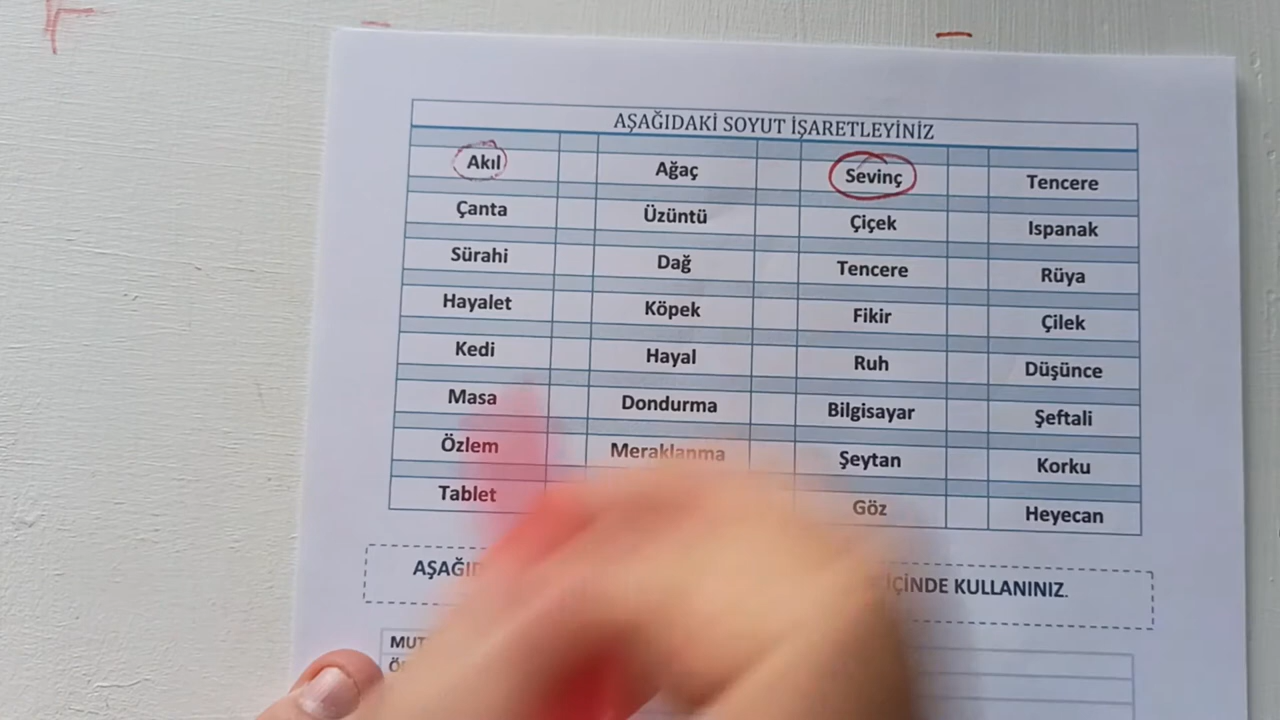 AŞAĞIDAKİ SOYUT İŞARETLEYİNİZ
Akıl Ağaç Sevinç Tencere
Çanta Üzüntü Çiçek Ispanak
Sürahi Dağ Tencere Rüya
Hayalet Köpek Fikir Çilek
Kedi Hayal Ruh Düşünce
Masa Dondurma Bilgisayar Şeftali
Özlem Meraklanma Şeytan Korku
Tablet Göz Heyecan
İÇİNDE KULLANINIZ.